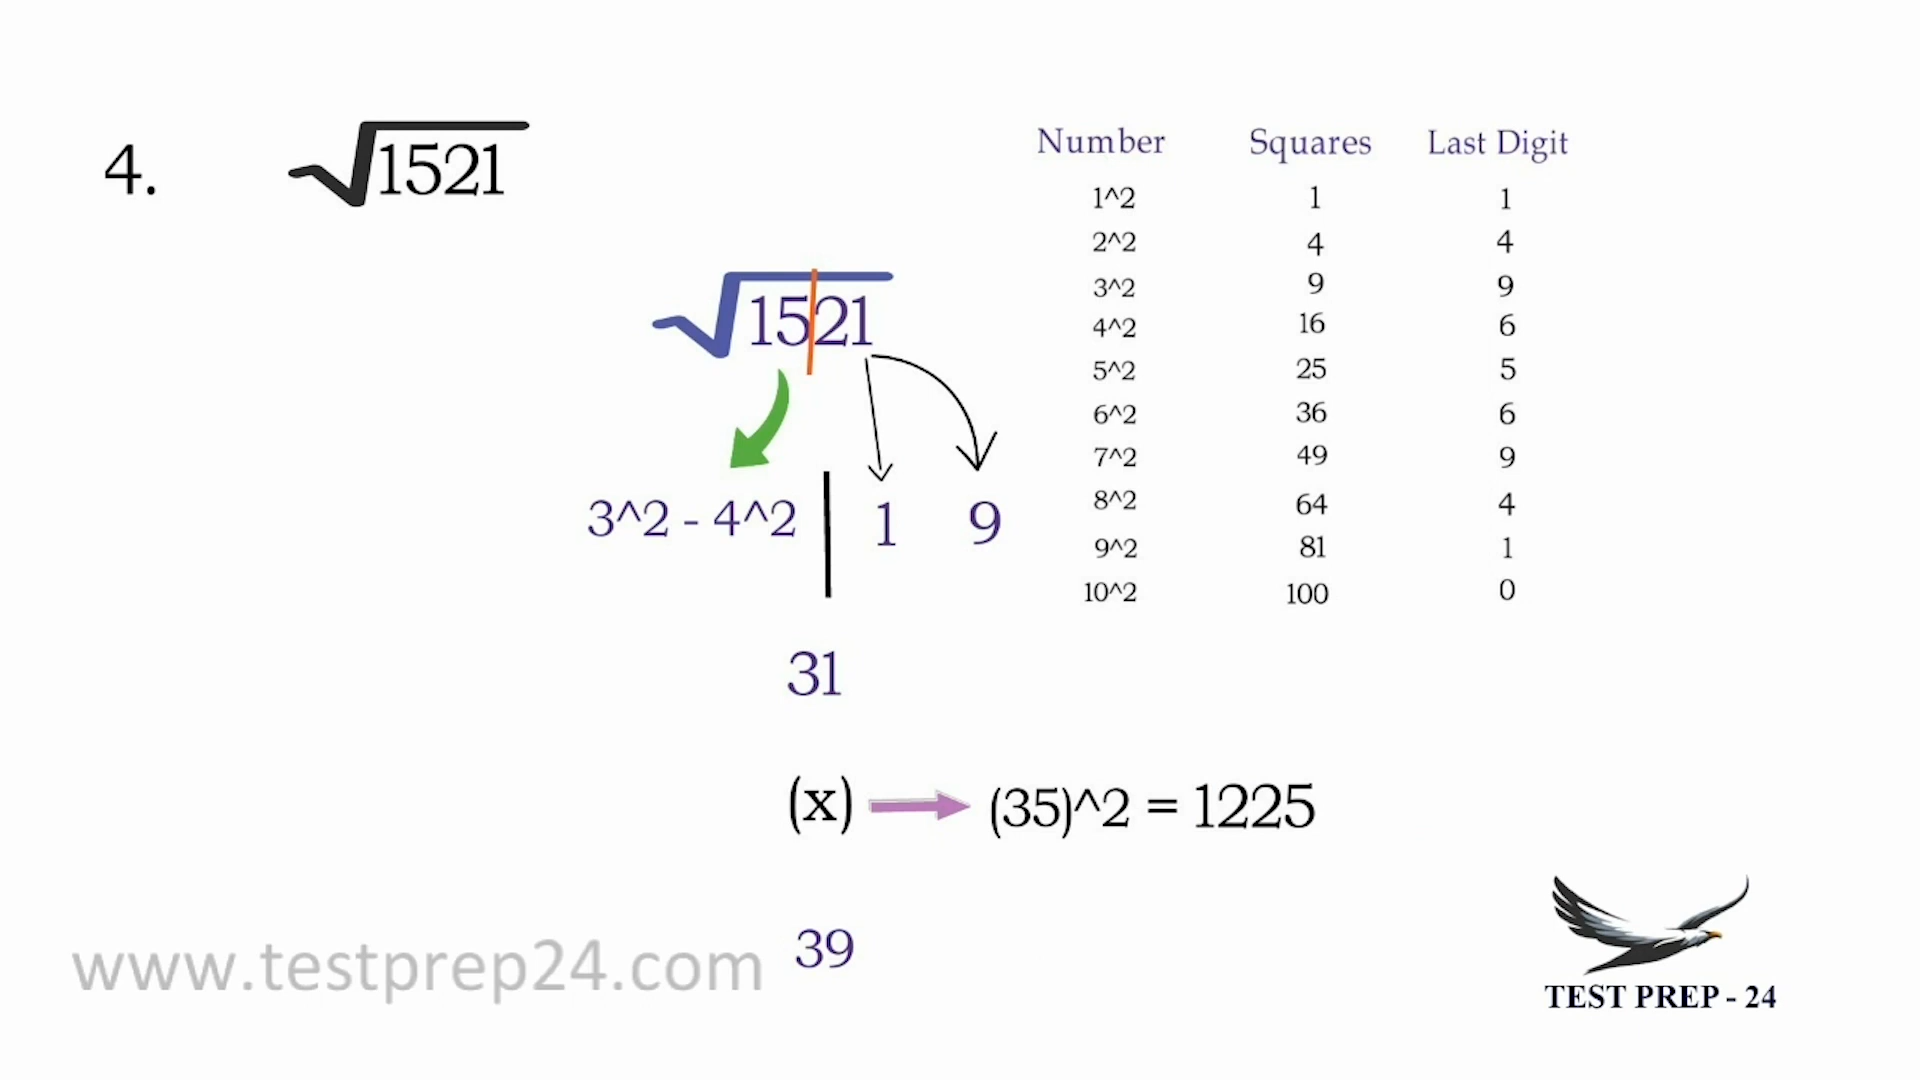 4. √1521
Number Squares Last Digit
1^2 1 1
2^2 4 4
3^2 9 9
4^2 16 6
5^2 25 5
6^2 36 6
7^2 49 9
8^2 64 4
9^2 81 1
10^2 100 0
√1521
3^2 - 4^2 1 9
31
(x) (35)^2 = 1225
39
www.testprep24.com
TEST PREP - 24